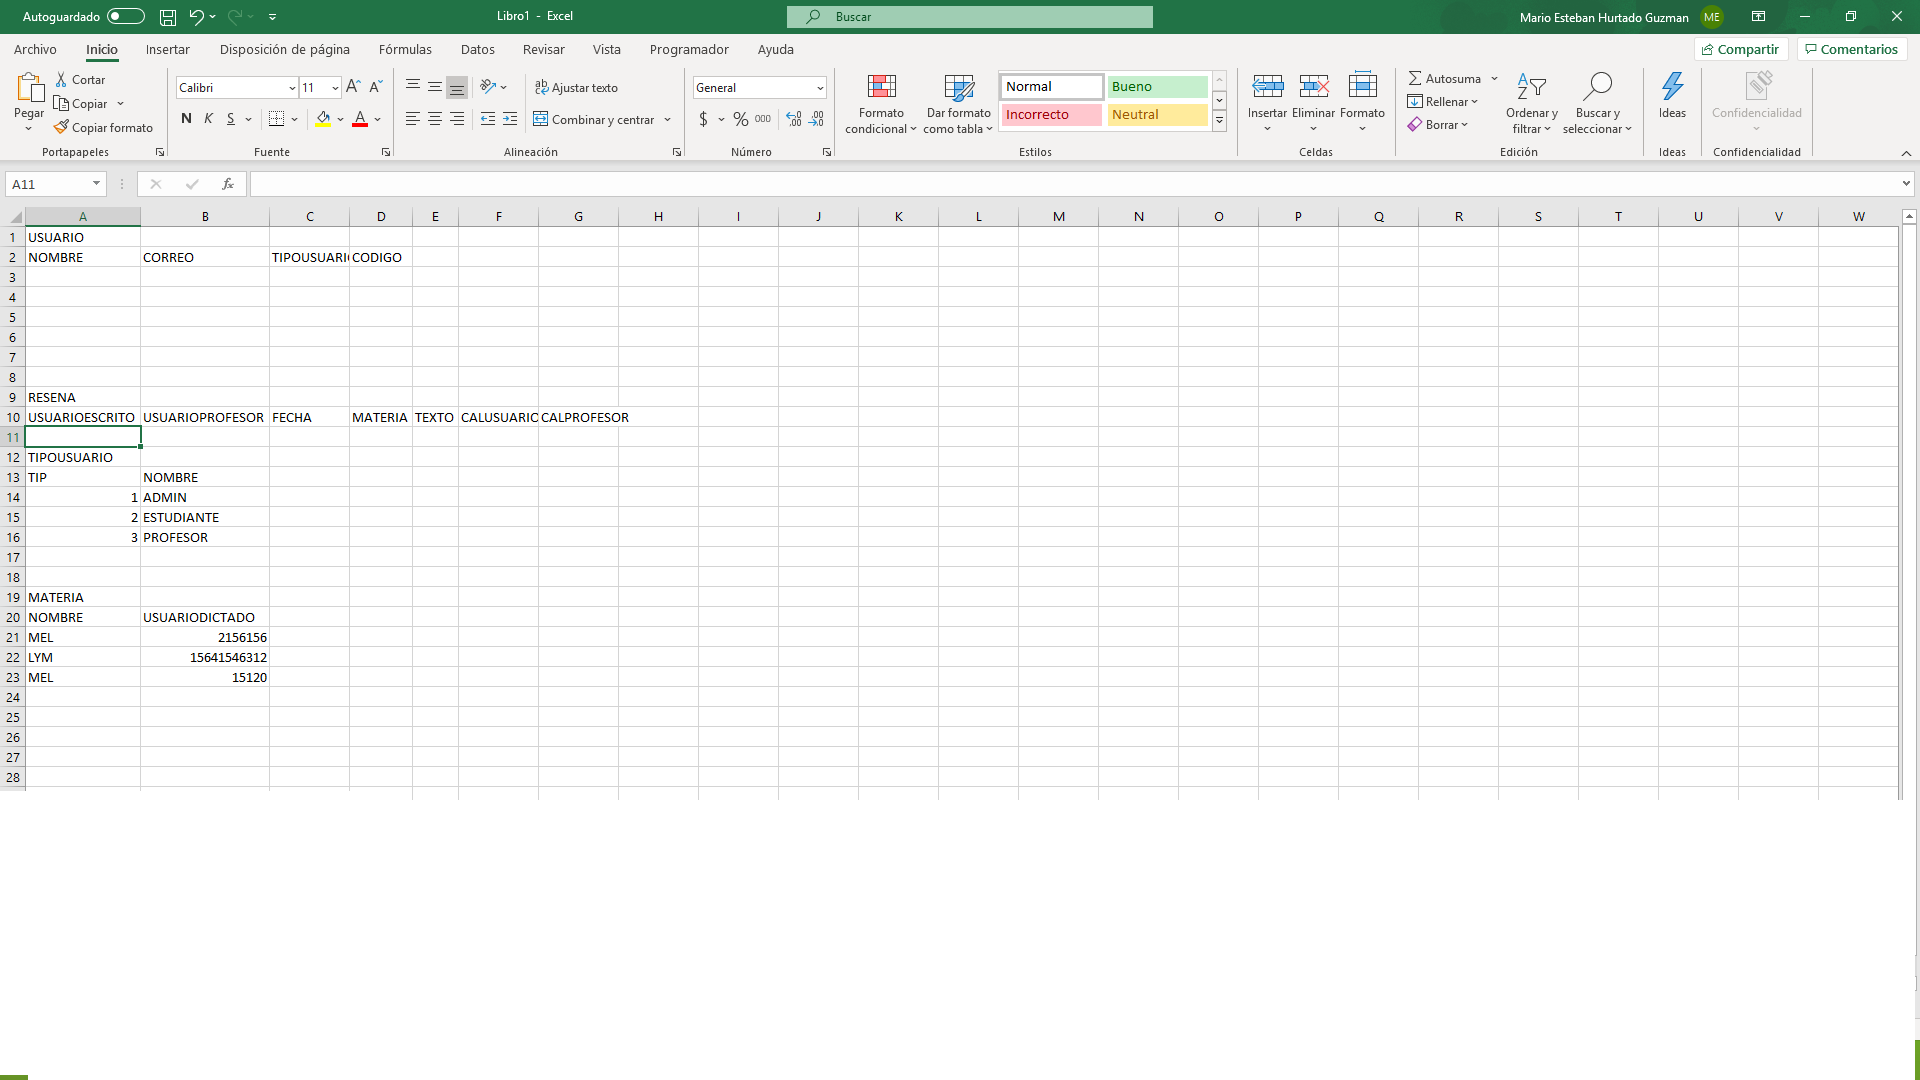 Autoguardado
Libro1 - Excel
Buscar
Mario Esteban Hurtado Guzman ME
Archivo Inicio Insertar Disposición de página Fórmulas Datos Revisar Vista Programador Ayuda Compartir Comentarios
Pegar
Cortar
Copiar
Copiar formato
Portapapeles
Calibri 11
N K S
Fuente
Ajustar texto
Combinar y centrar
Alineación
General
$ % 000
Número
Formato condicional
Dar formato como tabla
Normal Bueno
Incorrecto Neutral
Estilos
Insertar Eliminar Formato
Celdas
Autosuma
Rellenar
Borrar
Ordenar y filtrar
Buscar y seleccionar
Edición
Ideas
Ideas
Confidencialidad
Confidencialidad
A11 fx
A B C D E F G H I J K L M N O P Q R S T U V W
1 USUARIO
2 NOMBRE CORREO TIPOUSUARI CODIGO
3
4
5
6
7
8
9 RESENA
10 USUARIOESCRITO USUARIOPROFESOR FECHA MATERIA TEXTO CALUSUARIO CALPROFESOR
11
12 TIPOUSUARIO
13 TIP NOMBRE
14 1 ADMIN
15 2 ESTUDIANTE
16 3 PROFESOR
17
18
19 MATERIA
20 NOMBRE USUARIODICTADO
21 MEL 2156156
22 LYM 15641546312
23 MEL 15120
24
25
26
27
28